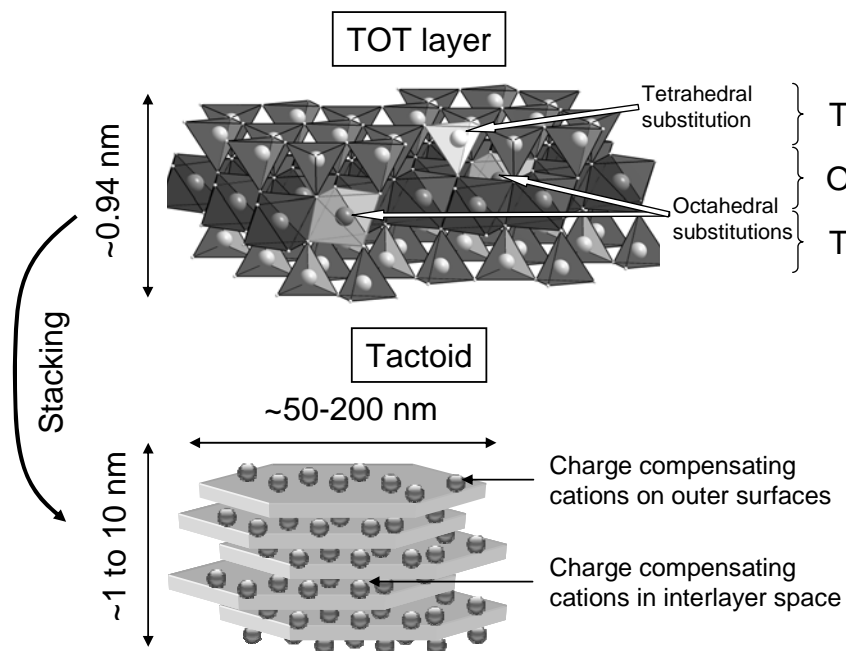 TOT layer
Tetrahedral
substitution
T
~0.94 nm
O
Octahedral
substitutions
T
Stacking
Tactoid
~50-200 nm
~1 to 10 nm
Charge compensating
cations on outer surfaces
Charge compensating
cations in interlayer space